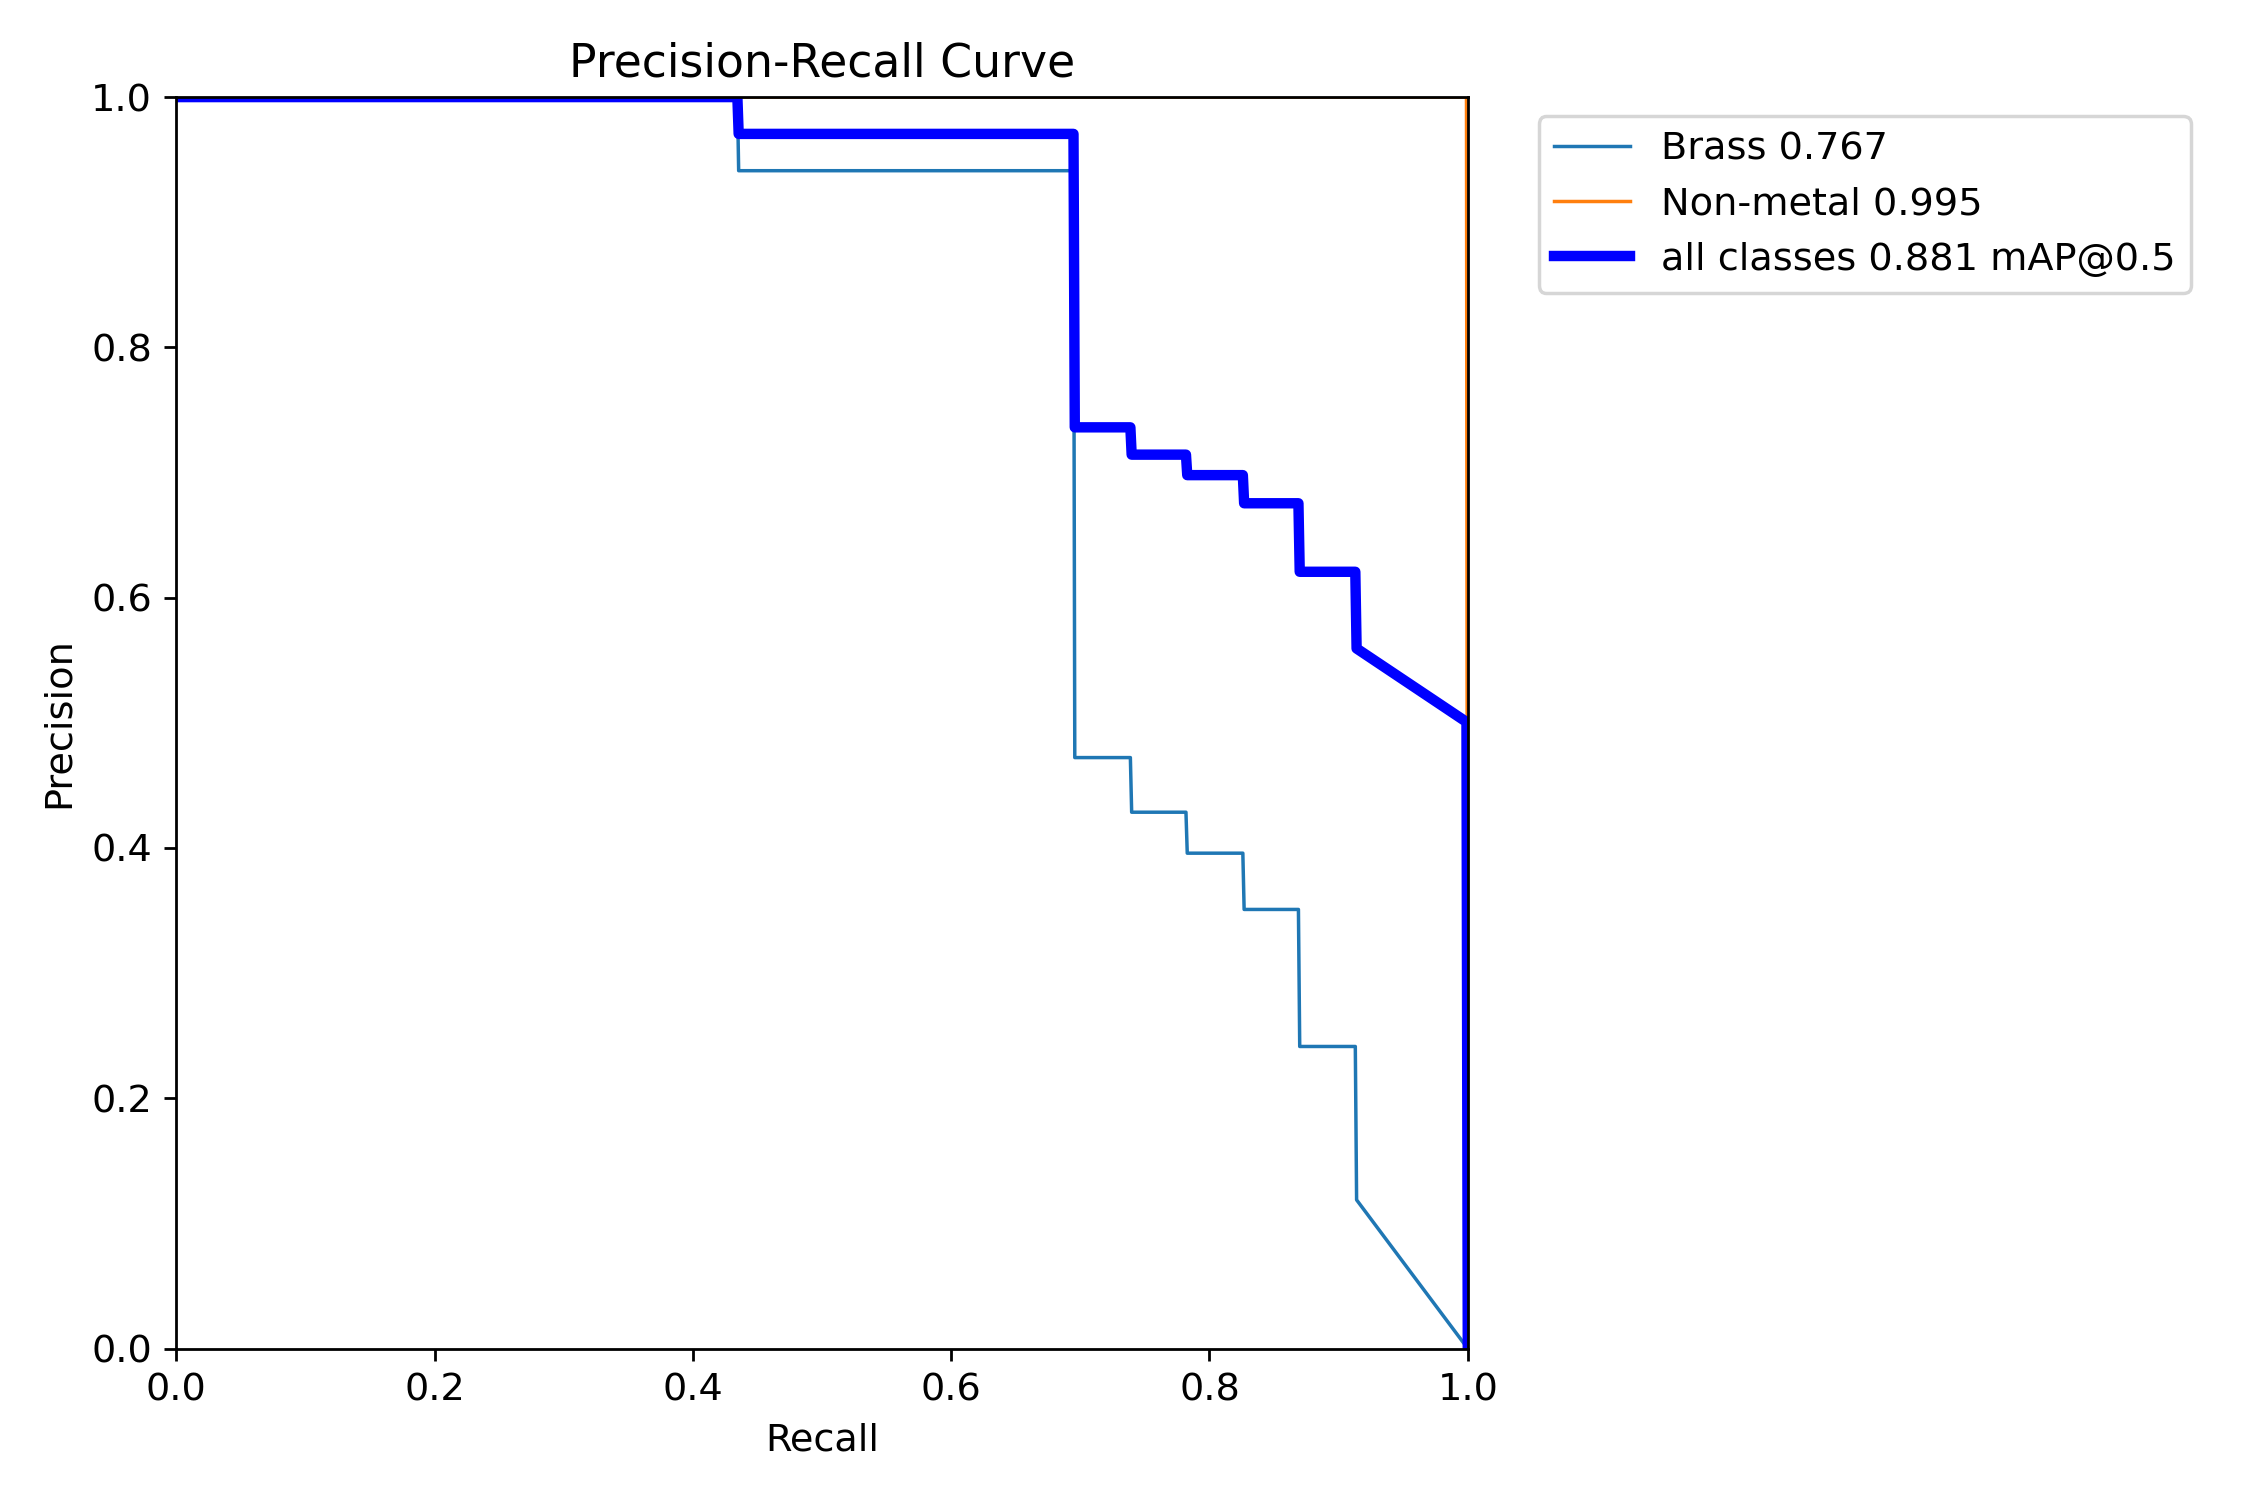 Precision-Recall Curve
1.0
0.8
0.6
0.4
0.2
0.0
Precision
0.0 0.2 0.4 0.6 0.8 1.0
Recall
Brass 0.767
Non-metal 0.995
all classes 0.881 mAP@0.5